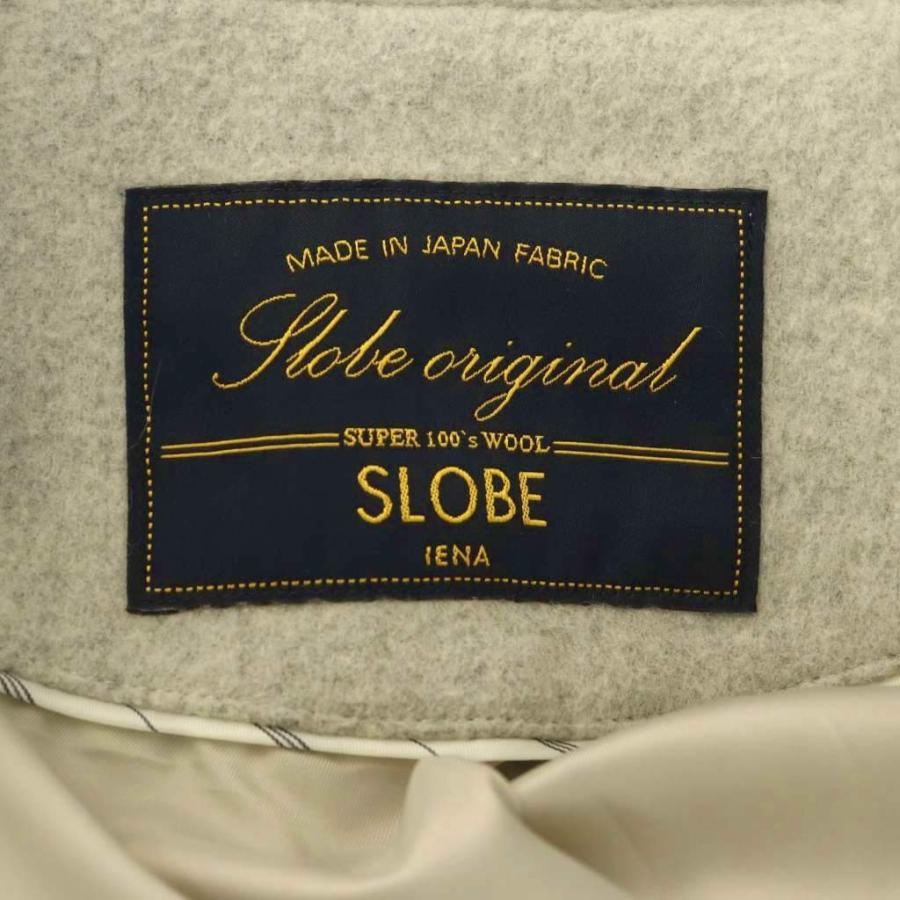 MADE IN JAPAN FABRIC
Slobe original
SUPER 100`s WOOL
SLOBE
IENA